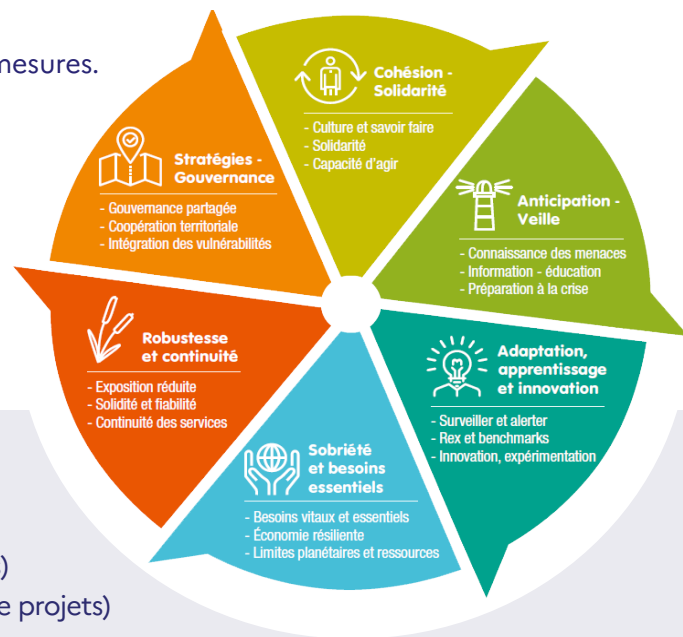 mesures.
Cohésion -
Solidarité
- Culture et savoir faire
- Solidarité
- Capacité d'agir
Anticipation -
Veille
- Connaissance des menaces
- Information - éducation
- Préparation à la crise
Adaptation,
apprentissage
et innovation
- Surveiller et alerter
- Rex et benchmarks
- Innovation, expérimentation
Sobriété
et besoins
essentiels
- Besoins vitaux et essentiels
- Économie résiliente
- Limites planétaires et ressources
Robustesse
et continuité
- Exposition réduite
- Solidité et fiabilité
- Continuité des services
Stratégies -
Gouvernance
- Gouvernance partagée
- Coopération territoriale
- Intégration des vulnérabilités
)
e projets)